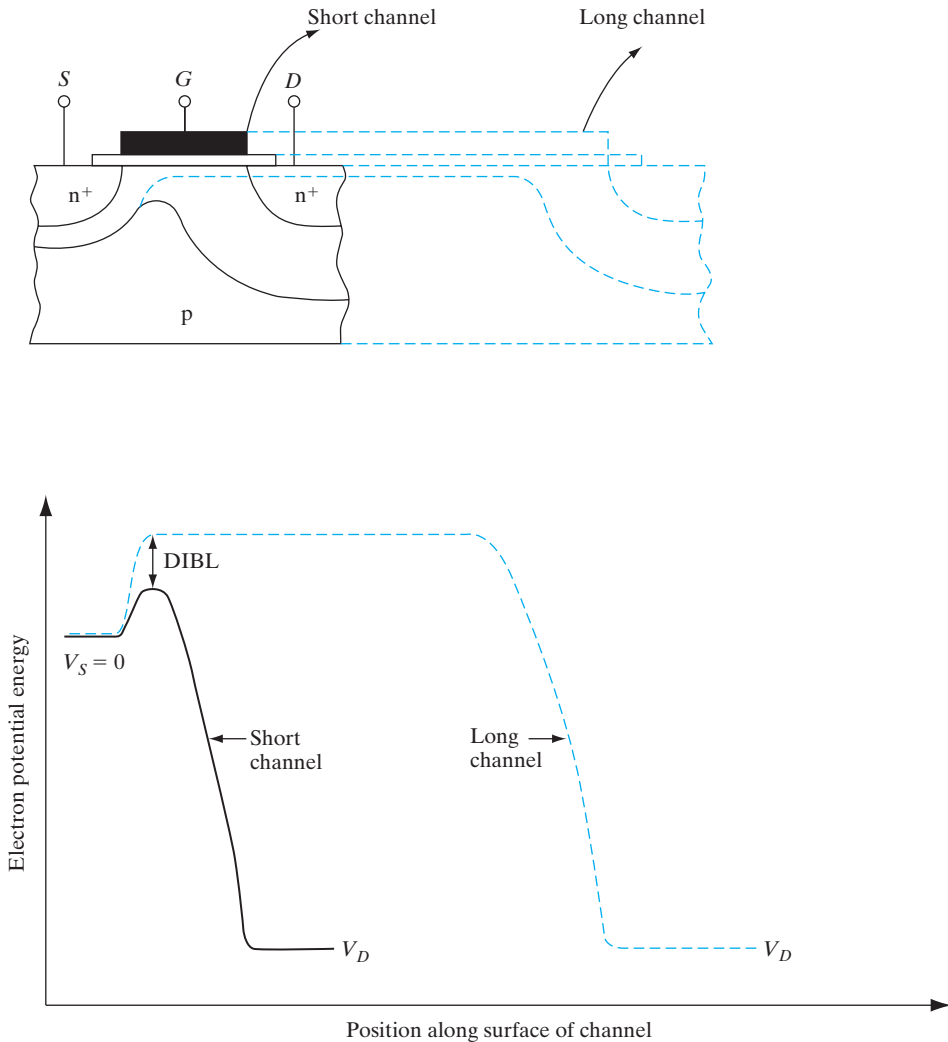 Short channel
Long channel
S
G
D
n+
n+
p
DIBL
V_S = 0
Short
channel
Long
channel
V_D
V_D
Electron potential energy
Position along surface of channel